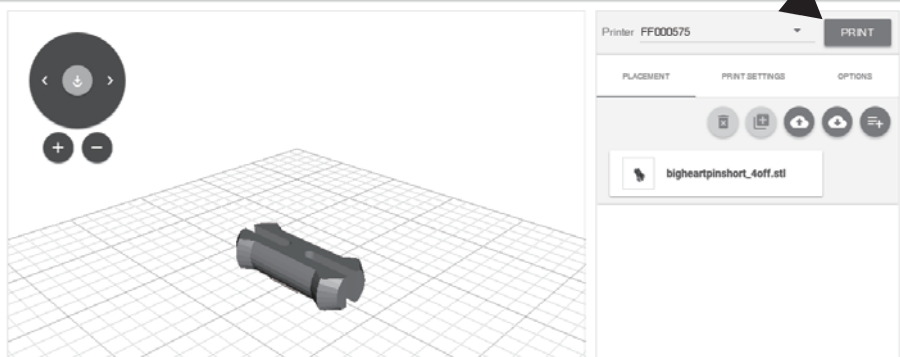 Printer FF000575 PRINT
PLACEMENT PRINT SETTINGS OPTIONS
bigheartpinshort_4off.stl